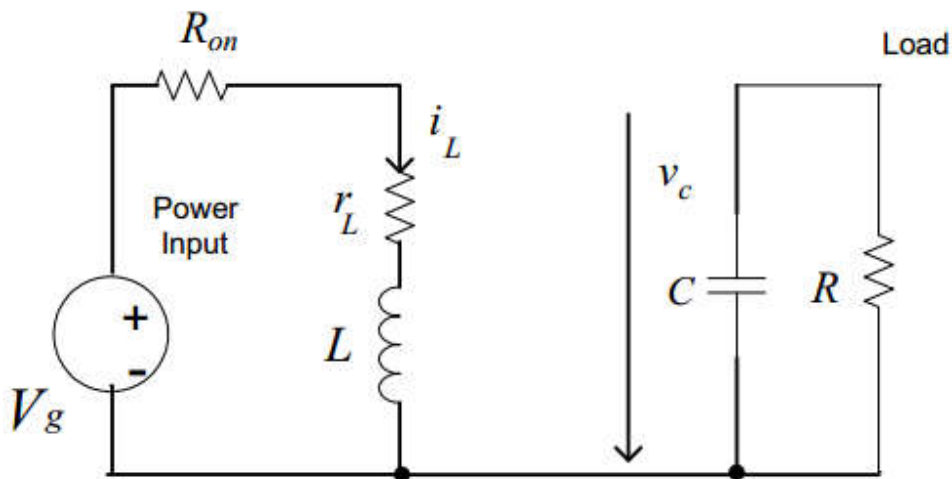 R_on
Load
i_L
r_L
v_c
Power
Input
C
R
+
L
-
V_g